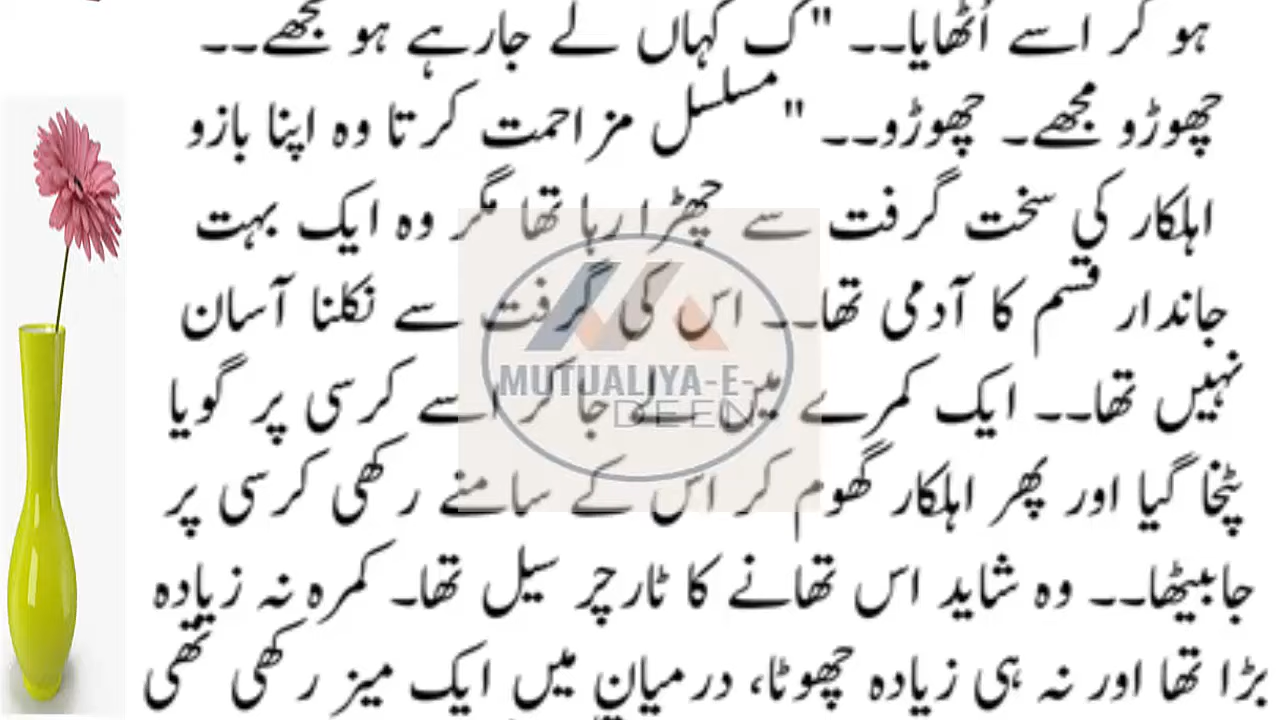 ہو کر اسے اُٹھایا۔۔ "ک کہاں لے جارہے ہو مجھے۔۔
چھوڑو مجھے۔ چھوڑو۔۔ "مسلسل مزاحمت کرتا وہ اپنا بازو
اہلکار کی سخت گرفت سے چھڑا رہا تھا مگر وہ ایک بہت
جاندار قسم کا آدمی تھا۔۔ اس کی گرفت سے نکلنا آسان
نہیں تھا۔۔ ایک کمرے میں لے جا کر اسے کرسی پر گویا
پٹخا گیا اور پھر اہلکار گھوم کر اس کے سامنے رکھی کرسی پر
جابیٹھا۔۔ وہ شاید اس تھانے کا ٹارچر سیل تھا۔ کمرہ نہ زیادہ
بڑا تھا اور نہ ہی زیادہ چھوٹا، درمیان میں ایک میز رکھی تھی
MUTUALIYA-E-
DEEN